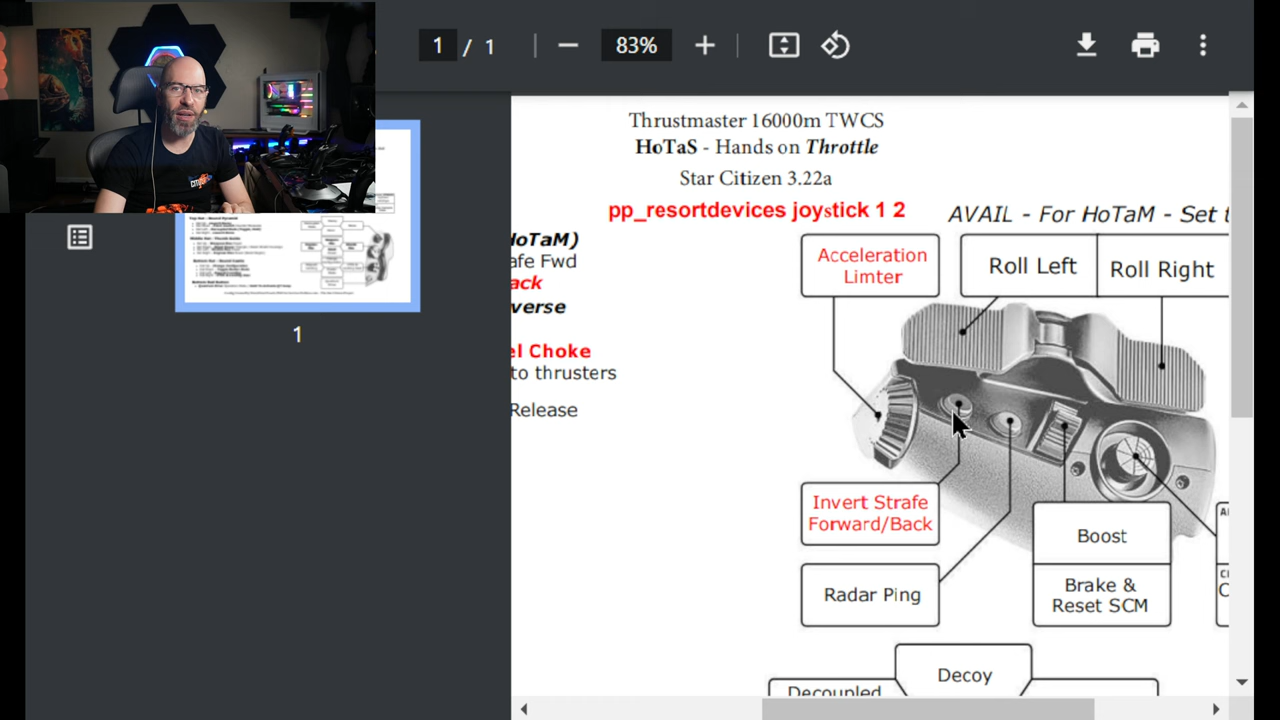 1 / 1
83%
Thrustmaster 16000m TWCS
HoTaS - Hands on Throttle
Star Citizen 3.22a
pp_resortdevices joystick 1 2
AVAIL - For HoTaM - Set t
HoTaM)
afe Fwd
ack
verse
el Choke
to thrusters
Release
Acceleration
Limter
Roll Left
Roll Right
Invert Strafe
Forward/Back
Radar Ping
Boost
Brake &
Reset SCM
Decoy
Decoupled
1